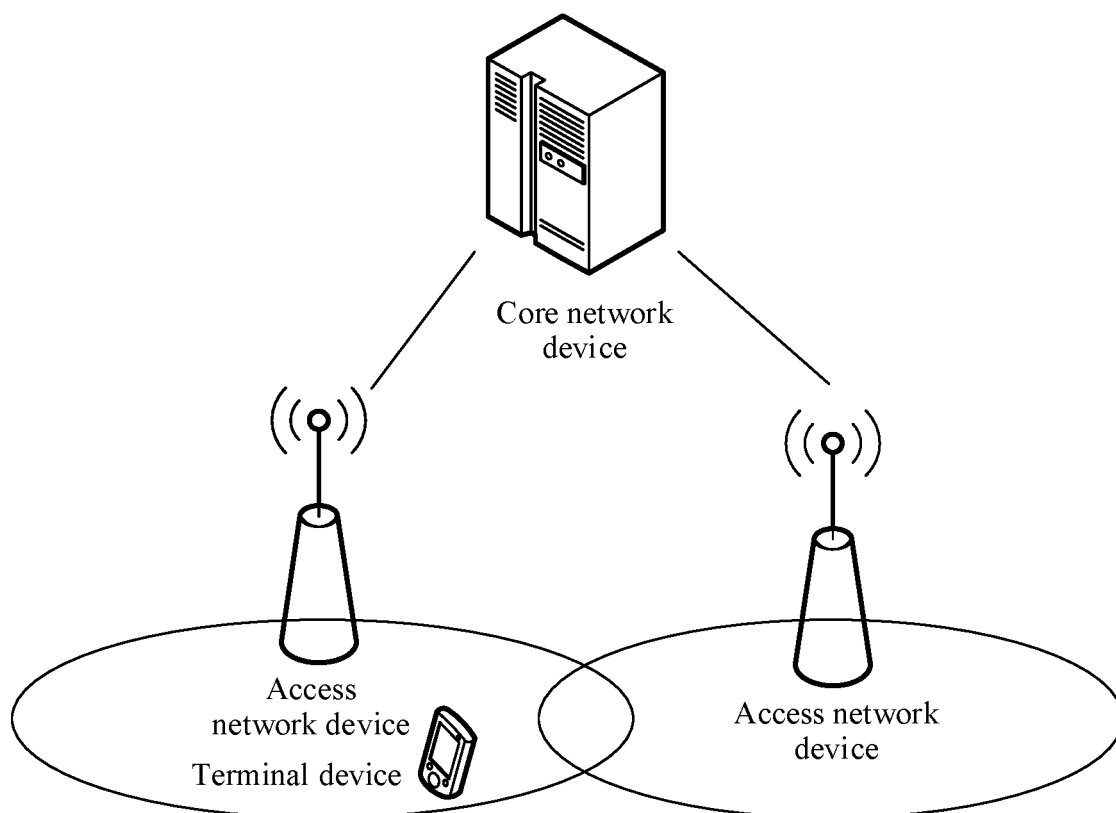 Core network
device
Access
network device
Terminal device
Access network
device